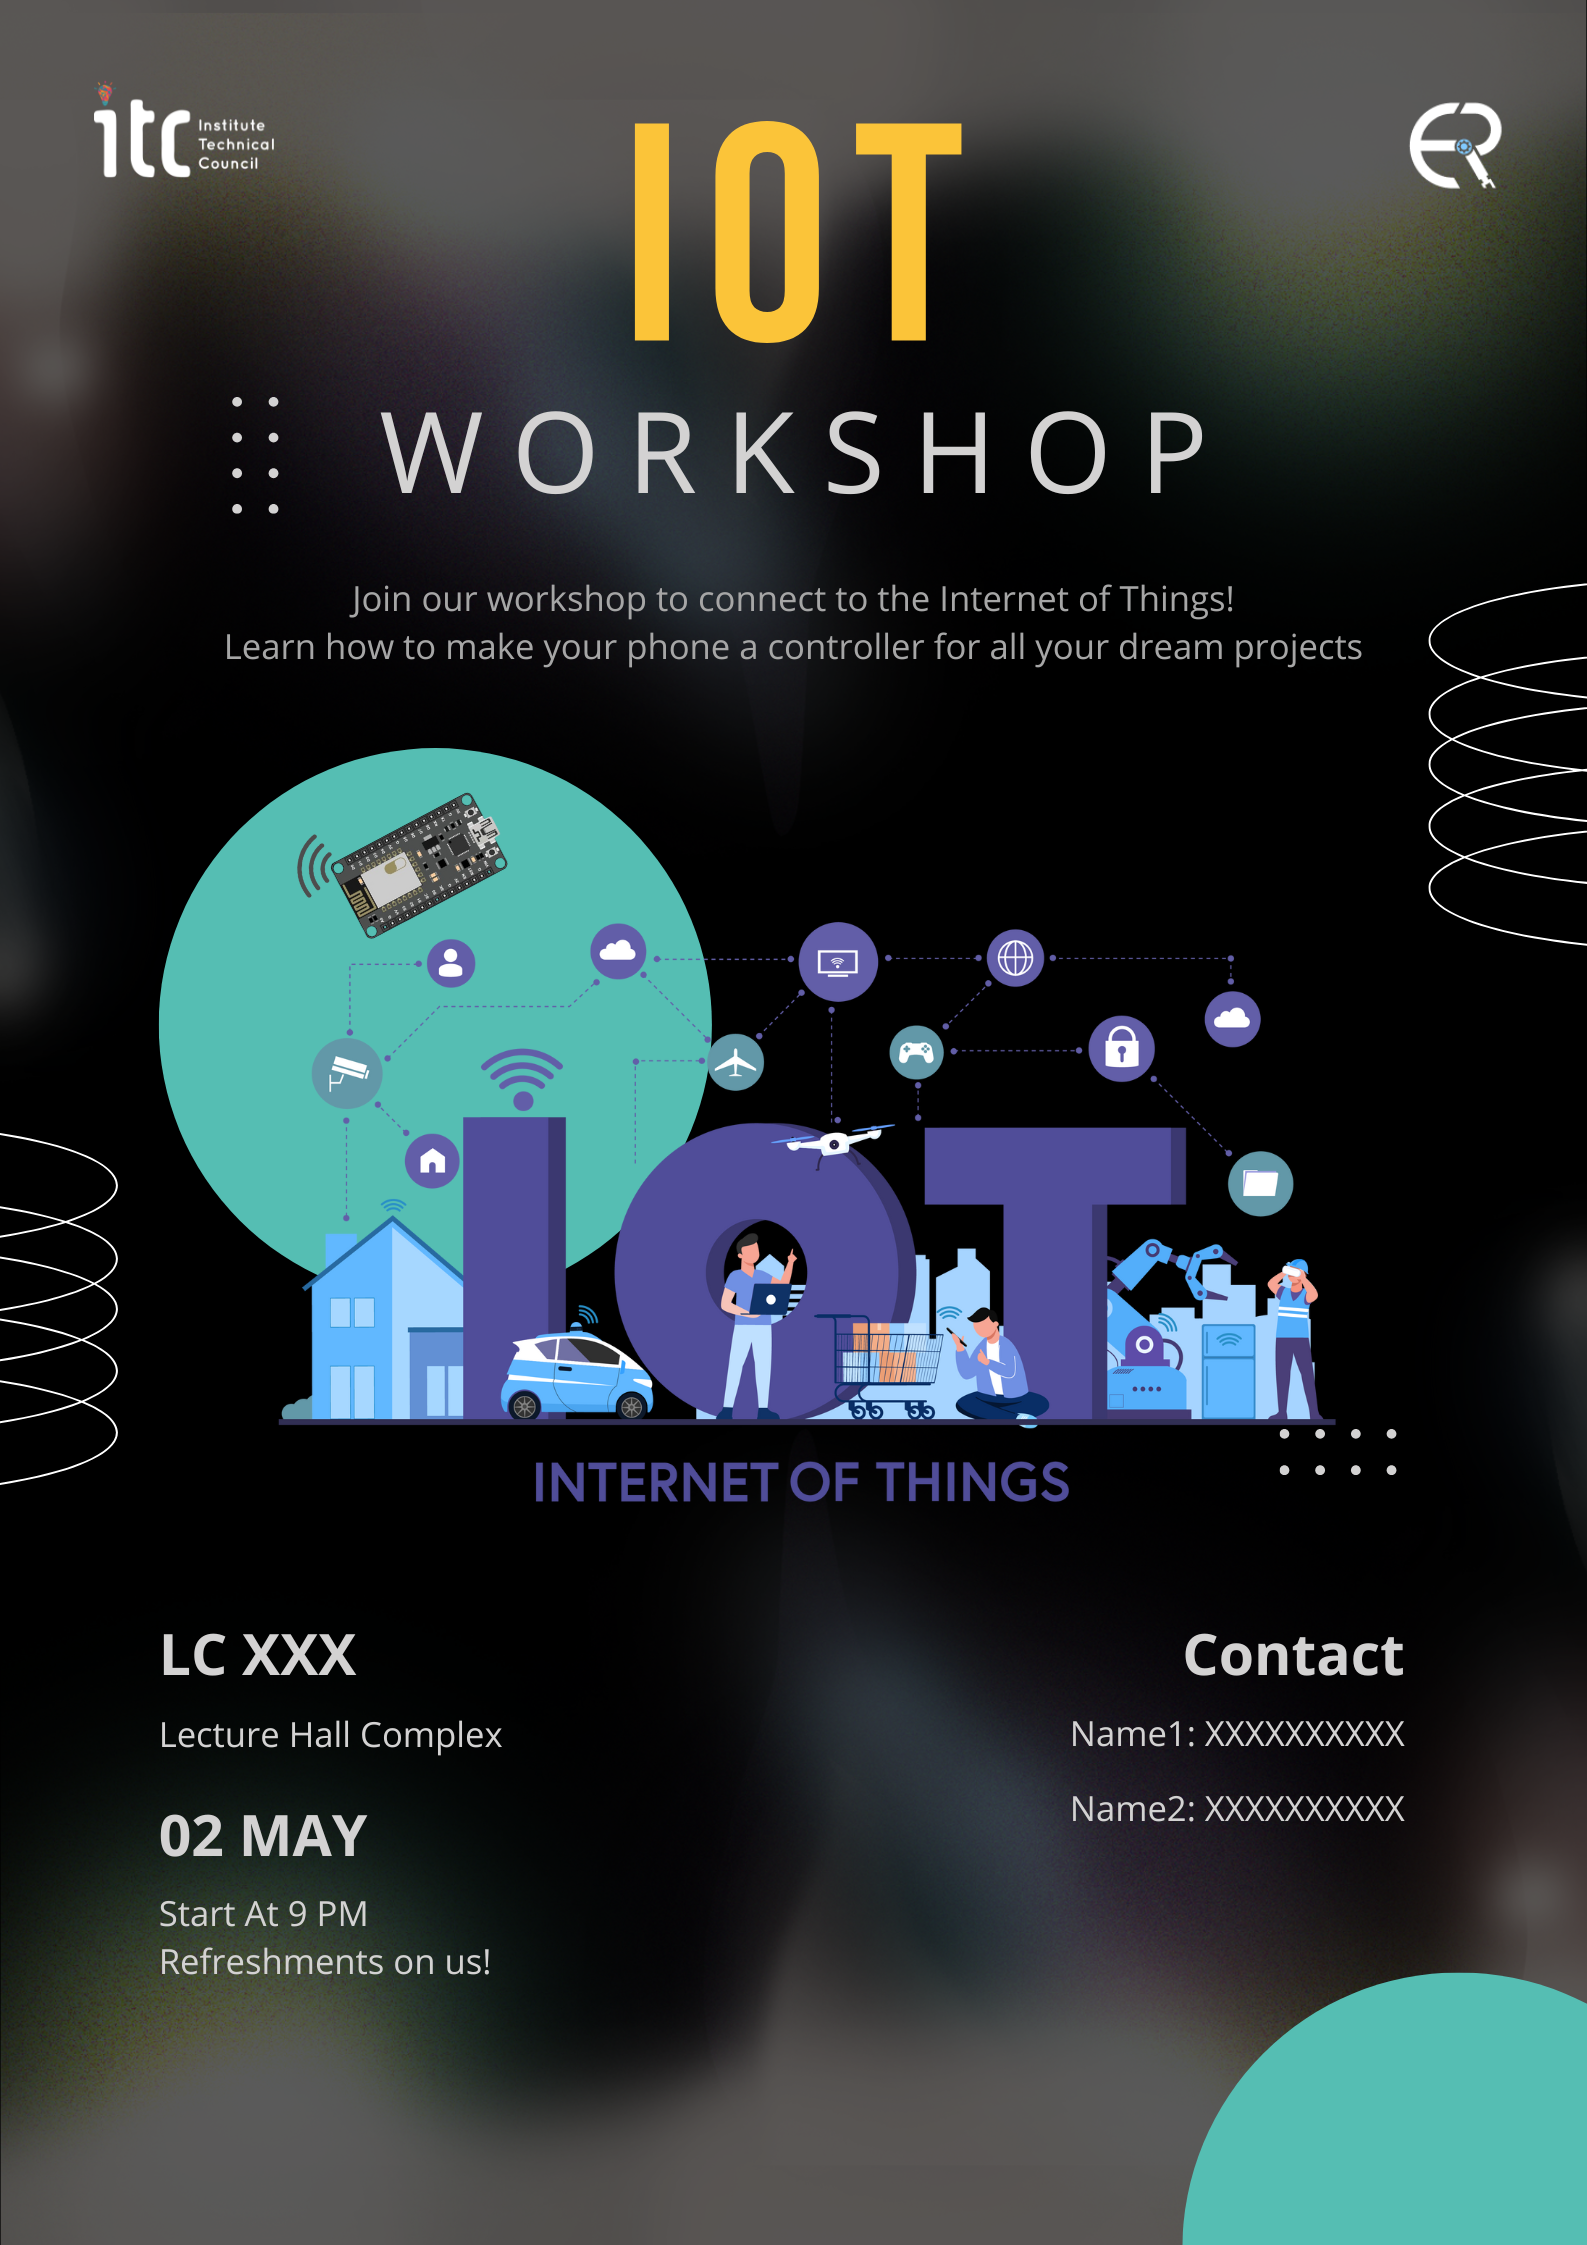 itc
Institute
Technical
Council
ER
IOT
WORKSHOP
Join our workshop to connect to the Internet of Things!
Learn how to make your phone a controller for all your dream projects
IOT
INTERNET OF THINGS
LC XXX
Lecture Hall Complex
02 MAY
Start At 9 PM
Refreshments on us!
Contact
Name1: XXXXXXXXXX
Name2: XXXXXXXXXX